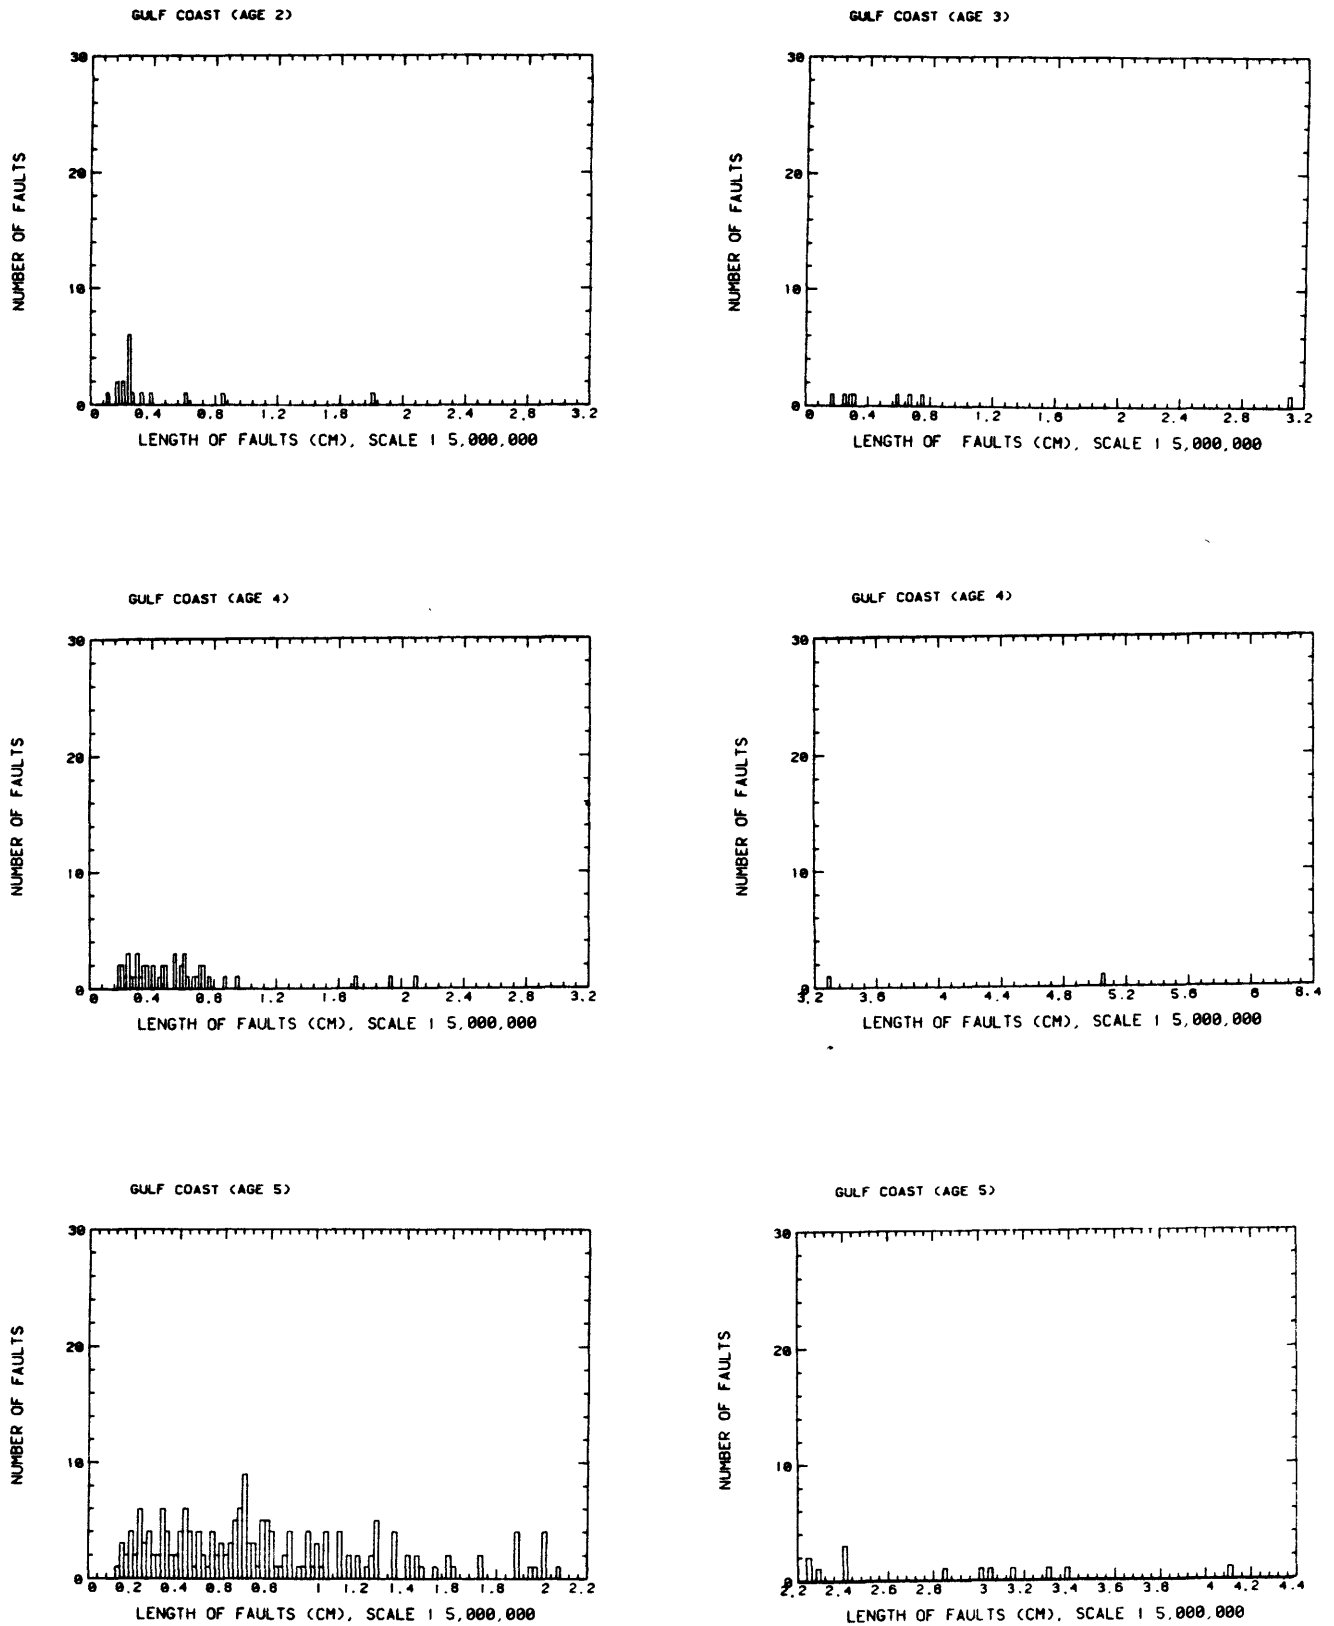 GULF COAST (AGE 2)
30
20
10
0
NUMBER OF FAULTS
0 0.4 0.8 1.2 1.6 2 2.4 2.8 3.2
LENGTH OF FAULTS (CM), SCALE 1 5,000,000
GULF COAST (AGE 3)
30
20
10
0
NUMBER OF FAULTS
0 0.4 0.8 1.2 1.6 2 2.4 2.8 3.2
LENGTH OF FAULTS (CM), SCALE 1 5,000,000
GULF COAST (AGE 4)
30
20
10
0
NUMBER OF FAULTS
0 0.4 0.8 1.2 1.6 2 2.4 2.8 3.2
LENGTH OF FAULTS (CM), SCALE 1 5,000,000
GULF COAST (AGE 4)
30
20
10
0
NUMBER OF FAULTS
3.2 3.6 4 4.4 4.8 5.2 5.6 6 8.4
LENGTH OF FAULTS (CM), SCALE 1 5,000,000
GULF COAST (AGE 5)
30
20
10
0
NUMBER OF FAULTS
0 0.2 0.4 0.6 0.8 1 1.2 1.4 1.6 1.8 2 2.2
LENGTH OF FAULTS (CM), SCALE 1 5,000,000
GULF COAST (AGE 5)
30
20
10
0
NUMBER OF FAULTS
2.2 2.4 2.6 2.8 3 3.2 3.4 3.6 3.8 4 4.2 4.4
LENGTH OF FAULTS (CM), SCALE 1 5,000,000